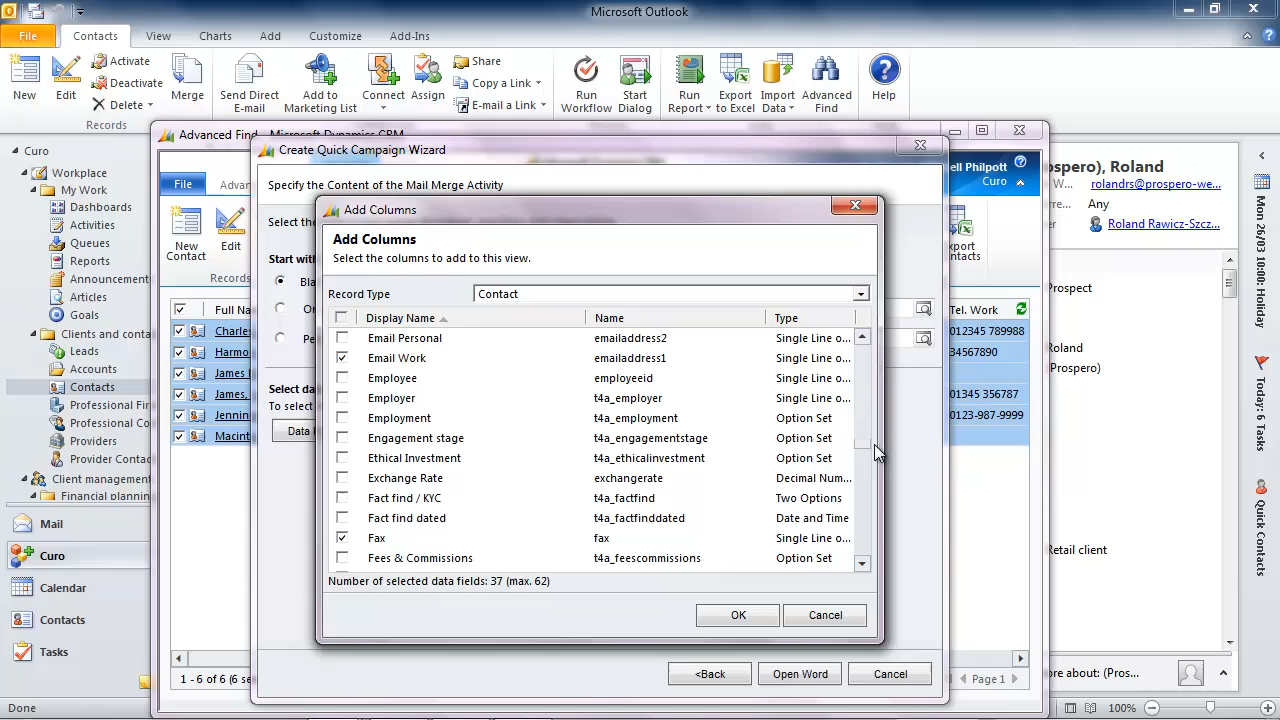 Microsoft Outlook
File
Contacts
View
Charts
Add
Customize
Add-Ins
New
Edit
Activate
Deactivate
Delete
Merge
Records
Send Direct
E-mail
Add to
Marketing List
Connect
Assign
Share
Copy a Link
E-mail a Link
Run
Workflow
Start
Dialog
Run
Report
Export
to Excel
Import
Data
Advanced
Find
Help
Curo
Workplace
My Work
Dashboards
Activities
Queues
Reports
Announcement
Articles
Goals
Clients and conta
Leads
Accounts
Contacts
Professional Fir
Professional Co
Providers
Provider Contac
Client management
Financial planning
Mail
Curo
Calendar
Contacts
Tasks
Done
Advanced Find - Microsoft Dynamics CRM
File
Advan
New
Contact
Edit
Records
Full Na
Charles
Harmo
James
James,
Jennin
Macint
1 - 6 of 6 (6 se
Create Quick Campaign Wizard
Specify the Content of the Mail Merge Activity
Select the
Start with
Bla
Or
Pe
Select da
To select
Data
<Back
Open Word
Cancel
Add Columns
Add Columns
Select the columns to add to this view.
Record Type
Contact
Display Name
Name
Type
Email Personal
emailaddress2
Single Line o...
Email Work
emailaddress1
Single Line o...
Employee
employeeid
Single Line o...
Employer
t4a_employer
Single Line o...
Employment
t4a_employment
Option Set
Engagement stage
t4a_engagementstage
Option Set
Ethical Investment
t4a_ethicalinvestment
Option Set
Exchange Rate
exchangerate
Decimal Num...
Fact find / KYC
t4a_factfind
Two Options
Fact find dated
t4a_factfinddated
Date and Time
Fax
fax
Single Line o...
Fees & Commissions
t4a_feescommissions
Option Set
Number of selected data fields: 37 (max. 62)
OK
Cancel
ell Philpott
Curo
xport
ntacts
Tel. Work
012345 789988
34567890
01345 356787
0123-987-9999
Page 1
spero), Roland
Wo...
rolandrs@prospero-we...
rre...
Any
Roland Rawicz-Szcz...
Prospect
Roland
Prospero)
Retail client
re about: (Pros...
Mon 26/03 10:00: Holiday
Today: 6 Tasks
Quick Contacts
100%